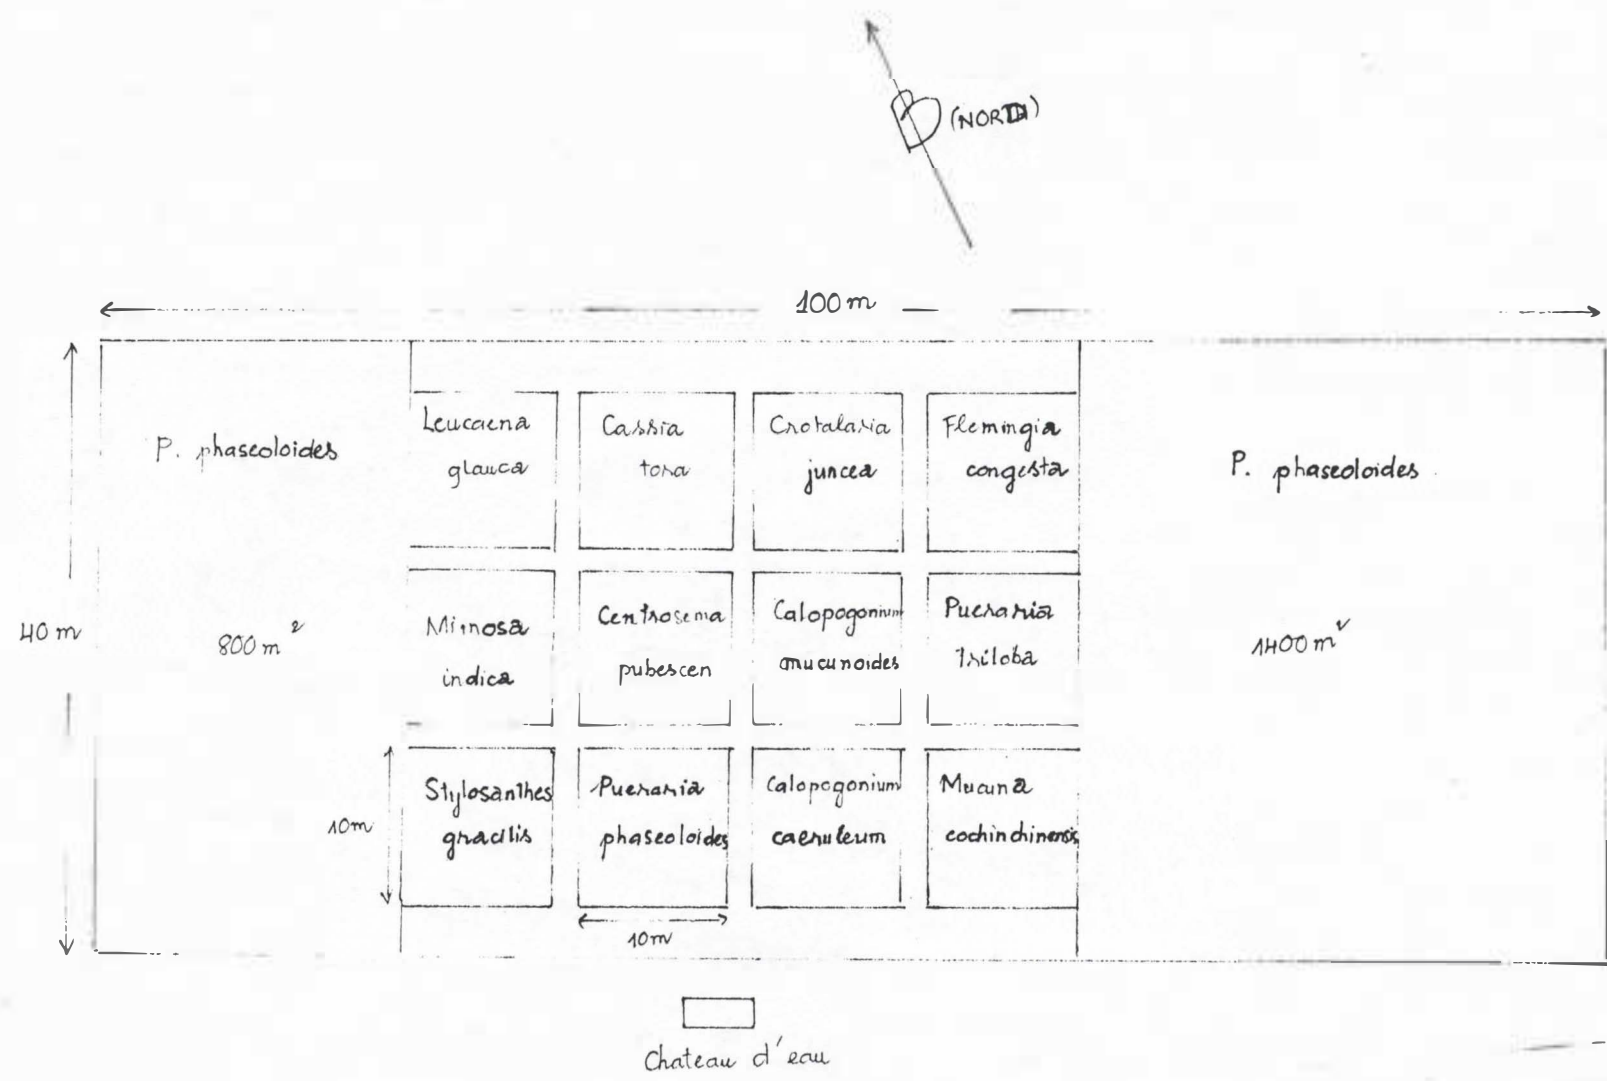 (NORTH)
100 m
P. phaseoloides
Leucaena
glauca
Cassia
tora
Crotalaria
juncea
Flemingia
congesta
P. phaseoloides
40 m
800 m²
Mimosa
indica
Centrosema
pubescen
Calopogonium
mucunoides
Pueraria
triloba
1400 m²
10m
Stylosanthes
gracilis
Pueraria
phaseoloides
Calopogonium
caeruleum
Mucuna
cochinchinensis
10m
Chateau d'eau